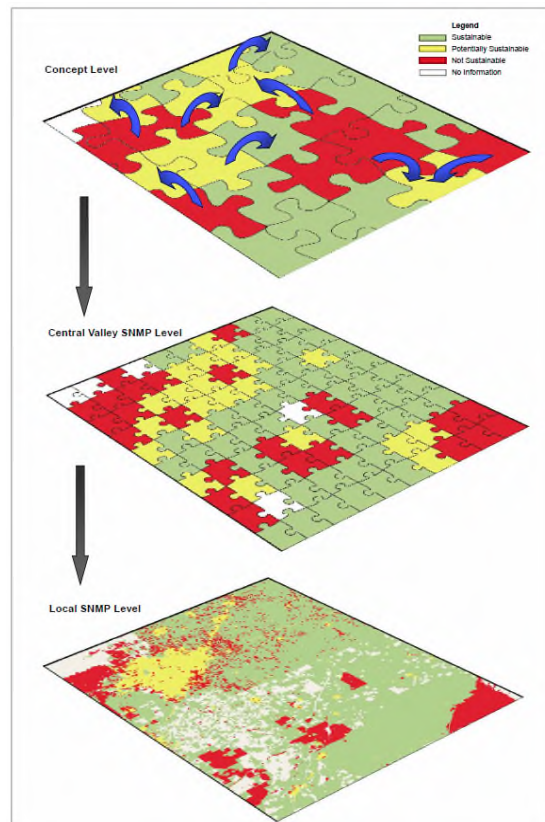 Legend
Sustainable
Potentially Sustainable
Not Sustainable
No Information
Concept Level
Central Valley SNMP Level
Local SNMP Level